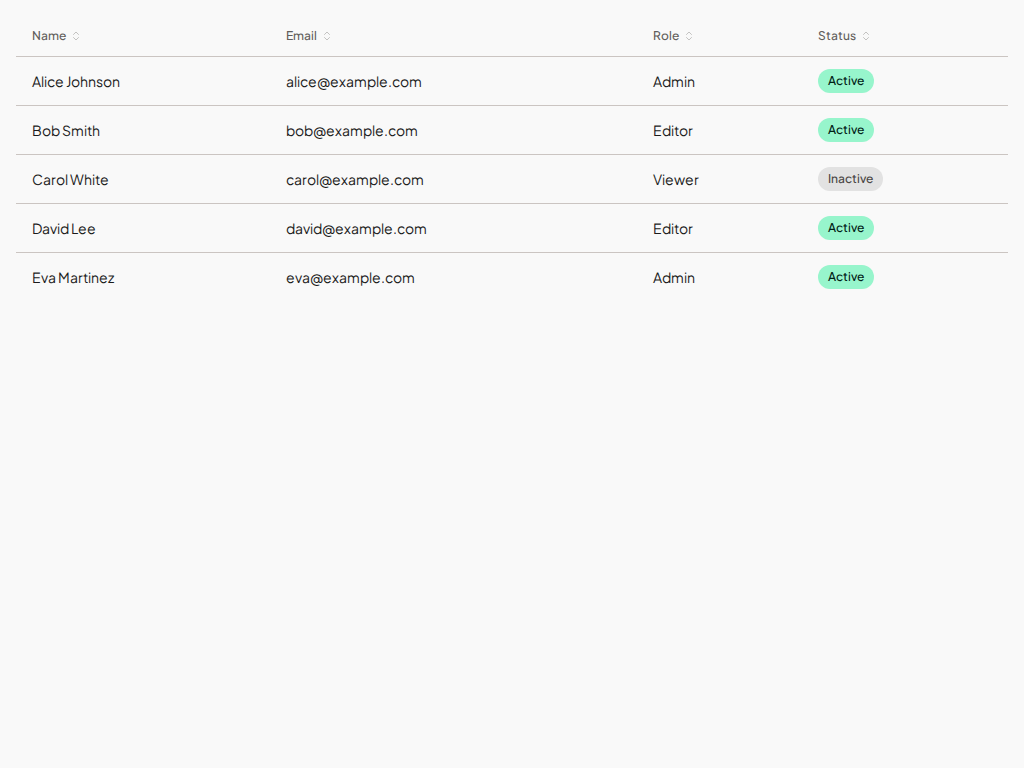 Name Email Role Status
Alice Johnson alice@example.com Admin Active
Bob Smith bob@example.com Editor Active
Carol White carol@example.com Viewer Inactive
David Lee david@example.com Editor Active
Eva Martinez eva@example.com Admin Active